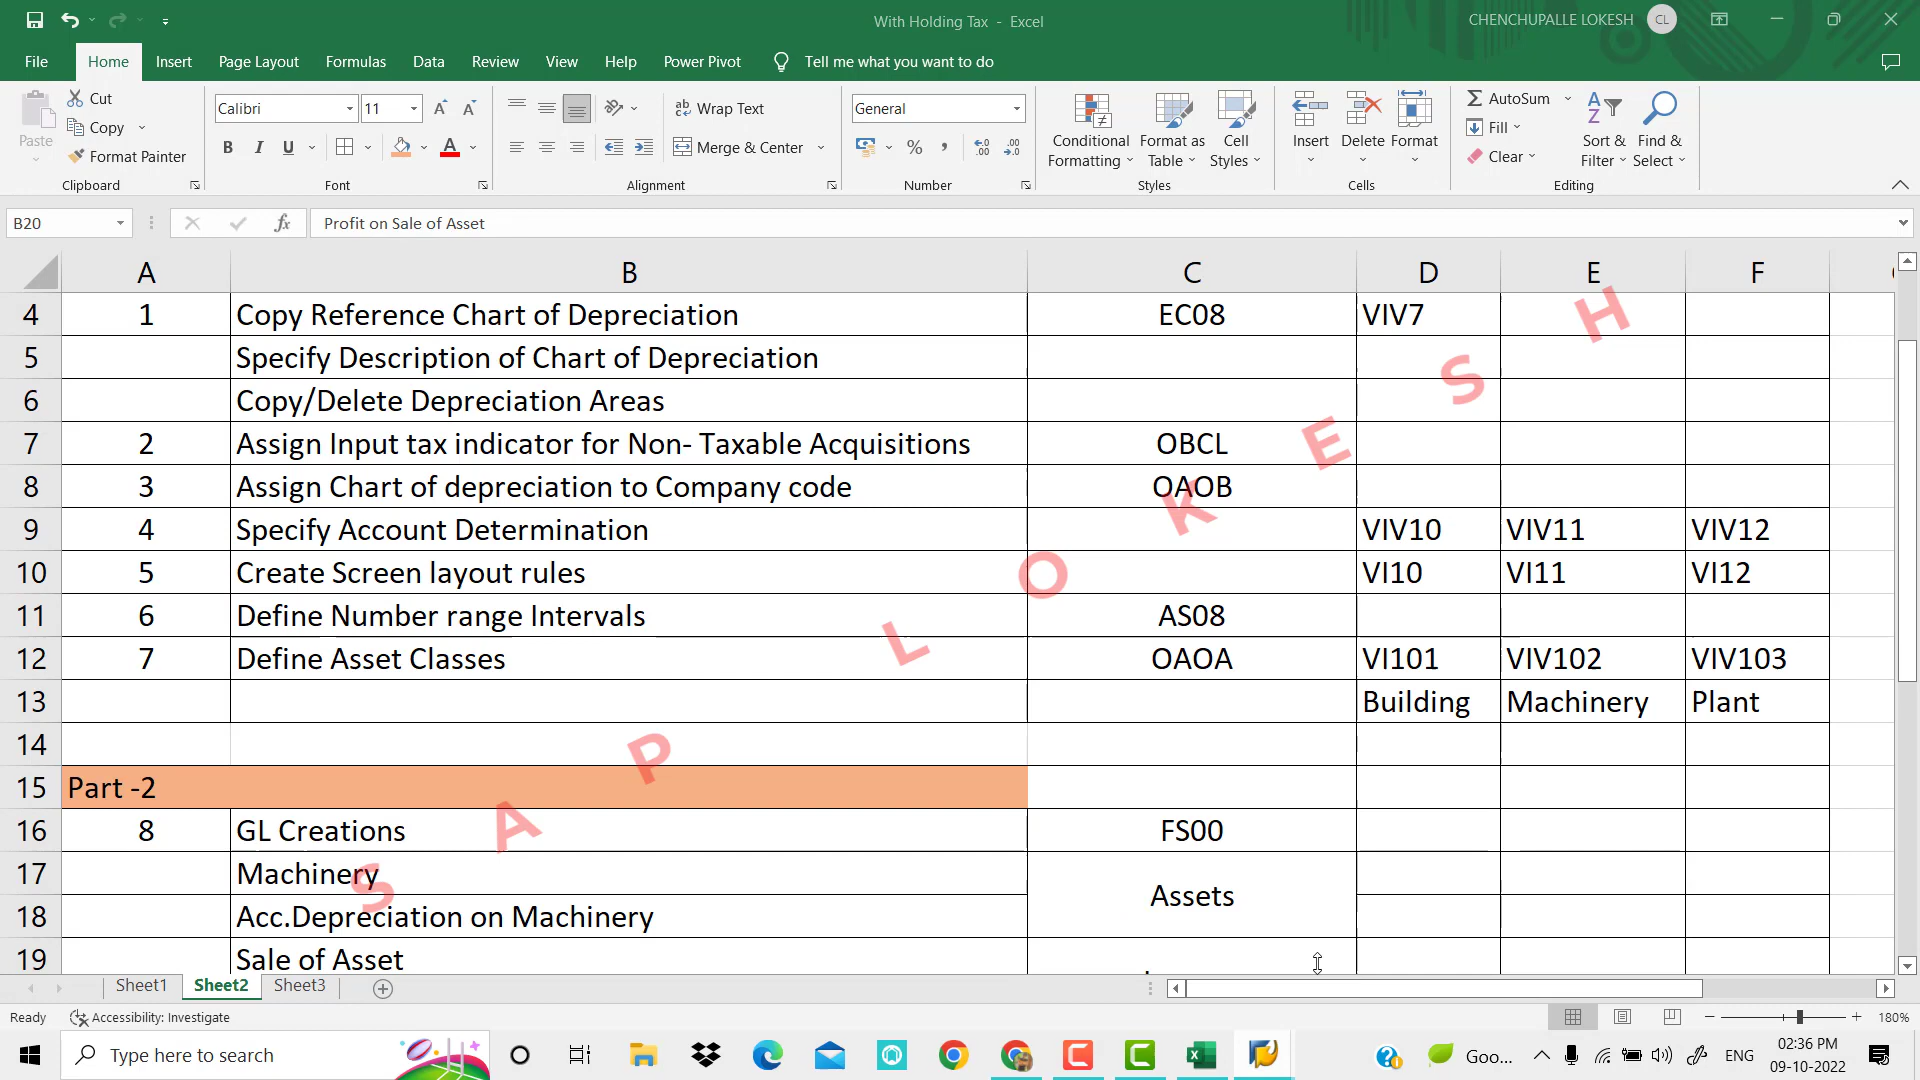 With Holding Tax - Excel
CHENCHUPALLE LOKESH CL
File Home Insert Page Layout Formulas Data Review View Help Power Pivot Tell me what you want to do
Paste Cut Copy Format Painter
Calibri 11
B I U
ab Wrap Text
Merge & Center
General
% ,
Conditional Formatting
Format as Table
Cell Styles
Insert Delete Format
AutoSum
Fill
Clear
Sort & Filter
Find & Select
Clipboard Font Alignment Number Styles Cells Editing
B20 fx Profit on Sale of Asset
A B C D E F
4 1 Copy Reference Chart of Depreciation EC08 VIV7
5 Specify Description of Chart of Depreciation
6 Copy/Delete Depreciation Areas
7 2 Assign Input tax indicator for Non- Taxable Acquisitions OBCL
8 3 Assign Chart of depreciation to Company code OAOB
9 4 Specify Account Determination VIV10 VIV11 VIV12
10 5 Create Screen layout rules VI10 VI11 VI12
11 6 Define Number range Intervals AS08
12 7 Define Asset Classes OAOA VI101 VIV102 VIV103
13 Building Machinery Plant
14
15 Part -2
16 8 GL Creations FS00
17 Machinery
Assets
18 Acc.Depreciation on Machinery
19 Sale of Asset
SAP LOKESH
Sheet1 Sheet2 Sheet3
Ready Accessibility: Investigate 180%
Type here to search Goo... ENG 02:36 PM
09-10-2022